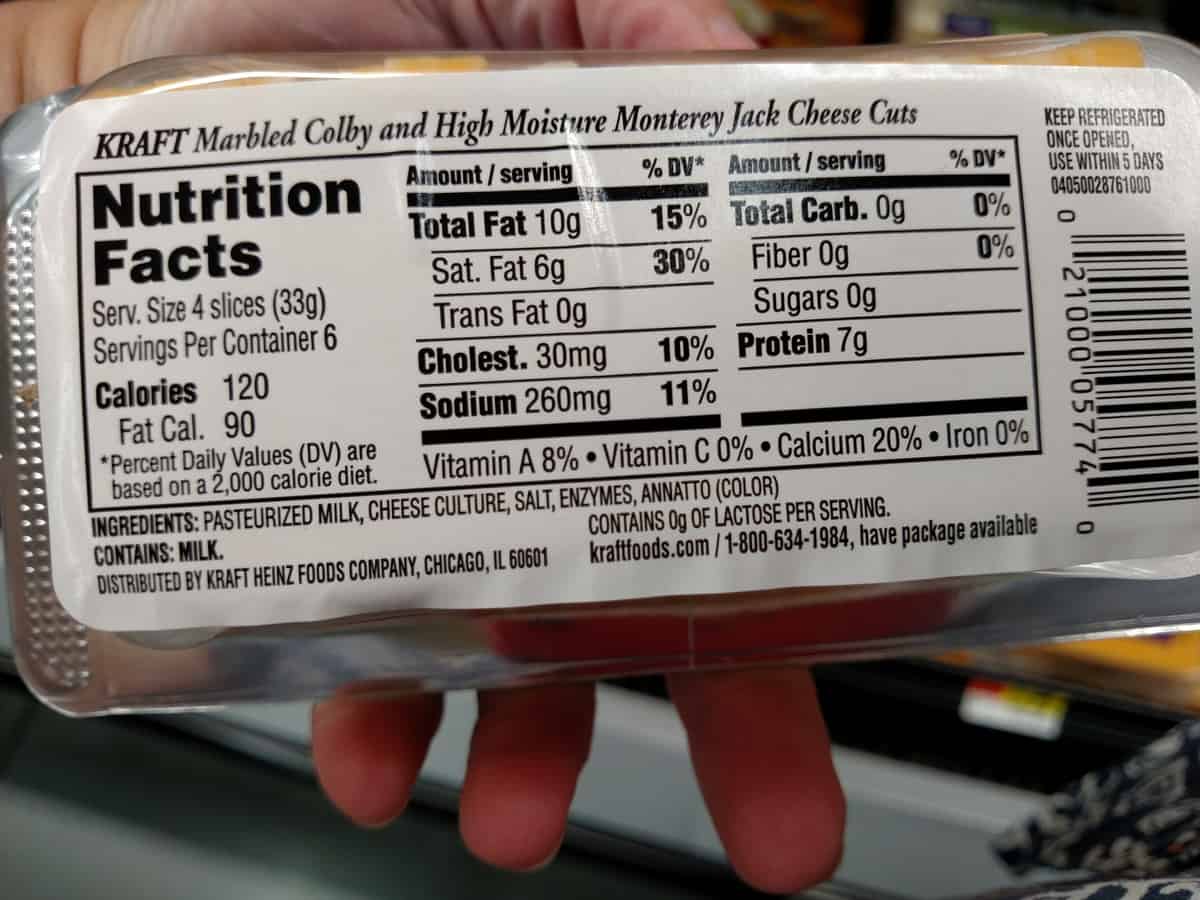 KRAFT Marbled Colby and High Moisture Monterey Jack Cheese Cuts
Nutrition
Facts
Serv. Size 4 slices (33g)
Servings Per Container 6
Calories 120
Fat Cal. 90
*Percent Daily Values (DV) are
based on a 2,000 calorie diet.
Amount / serving % DV*
Total Fat 10g 15%
Sat. Fat 6g 30%
Trans Fat 0g
Cholest. 30mg 10%
Sodium 260mg 11%
Amount / serving % DV*
Total Carb. 0g 0%
Fiber 0g 0%
Sugars 0g
Protein 7g
Vitamin A 8% • Vitamin C 0% • Calcium 20% • Iron 0%
INGREDIENTS: PASTEURIZED MILK, CHEESE CULTURE, SALT, ENZYMES, ANNATTO (COLOR)
CONTAINS: MILK.
CONTAINS 0g OF LACTOSE PER SERVING.
DISTRIBUTED BY KRAFT HEINZ FOODS COMPANY, CHICAGO, IL 60601
kraftfoods.com / 1-800-634-1984, have package available
KEEP REFRIGERATED
ONCE OPENED,
USE WITHIN 5 DAYS
04050028761000
0 21000 05774 0